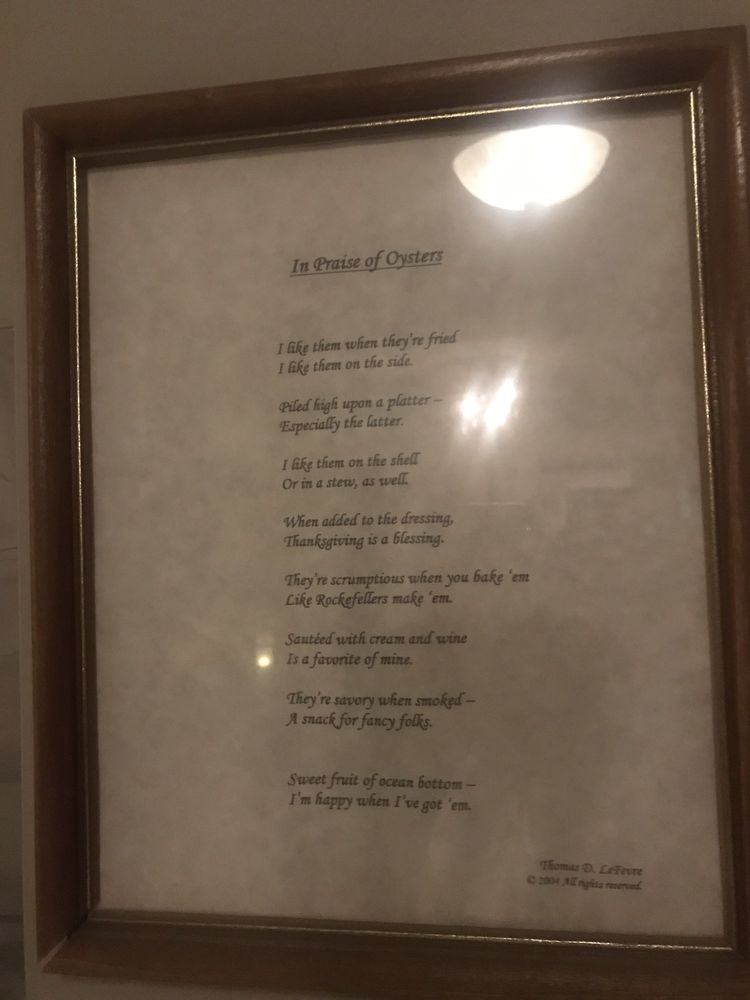 In Praise of Oysters
I like them when they're fried
I like them on the side.
Piled high upon a platter –
Especially the latter.
I like them on the shell
Or in a stew, as well.
When added to the dressing,
Thanksgiving is a blessing.
They're scrumptious when you bake ‘em
Like Rockefellers make ‘em.
Sautéed with cream and wine
Is a favorite of mine.
They're savory when smoked –
A snack for fancy folks.
Sweet fruit of ocean bottom –
I'm happy when I've got ‘em.
Thomas D. LeFevre
© 2004 All rights reserved.